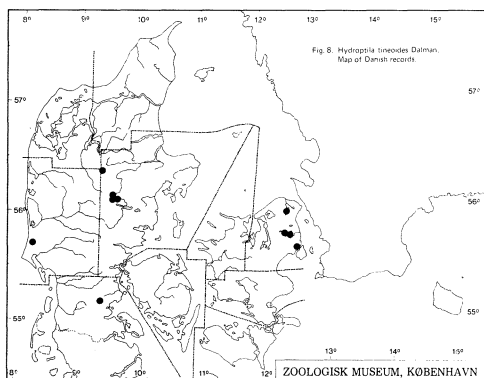 8° 9° 10° 11° 12° 13° 14° 15°
Fig. 8. Hydroptila tineoides Dalman.
Map of Danish records.
57° 57°
56° 56°
55° 55°
8° 9° 10° 11° 12° 13° 14° 15°
ZOOLOGISK MUSEUM, KØBENHAVN